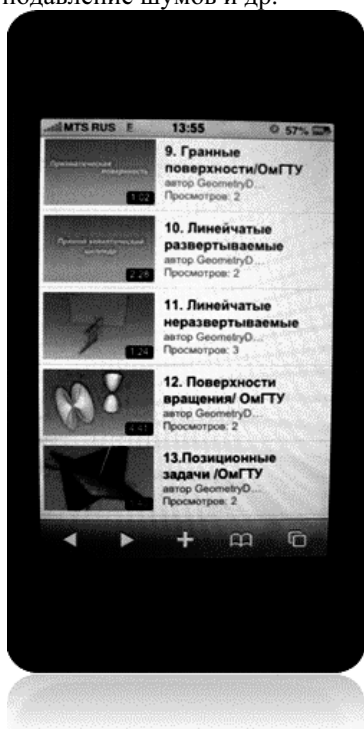 подавление шумов и др.
MTS RUS E 13:55 57%
Призматическая
поверхность
1:02
9. Гранные
поверхности/ОмГТУ
автор GeometryD...
Просмотров: 2
2:26
10. Линейчатые
развертываемые
автор GeometryD...
Просмотров: 2
1:24
11. Линейчатые
неразвертываемые
автор GeometryD...
Просмотров: 3
4:41
12. Поверхности
вращения/ ОмГТУ
автор GeometryD...
Просмотров: 2
13.Позиционные
задачи /ОмГТУ
автор GeometryD...
Просмотров: 2